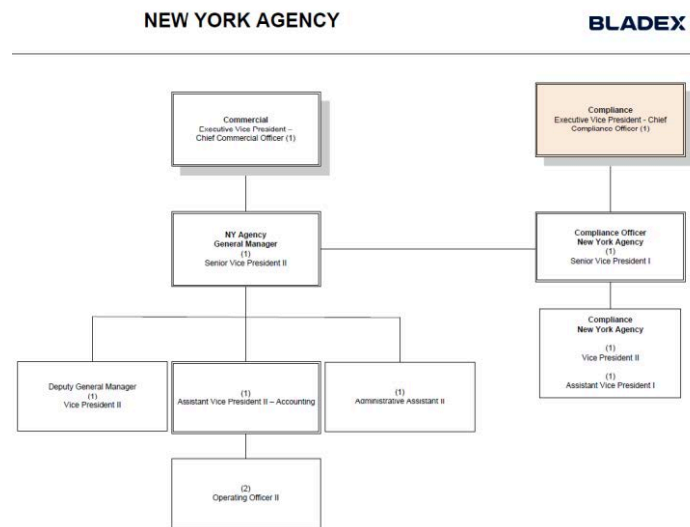 NEW YORK AGENCY
BLADEX
Commercial
Executive Vice President –
Chief Commercial Officer (1)
Compliance
Executive Vice President - Chief
Compliance Officer (1)
NY Agency
General Manager
(1)
Senior Vice President II
Compliance Officer
New York Agency
(1)
Senior Vice President I
Compliance
New York Agency
(1)
Vice President II
(1)
Assistant Vice President I
Deputy General Manager
(1)
Vice President II
(1)
Assistant Vice President II – Accounting
(1)
Administrative Assistant II
(2)
Operating Officer II